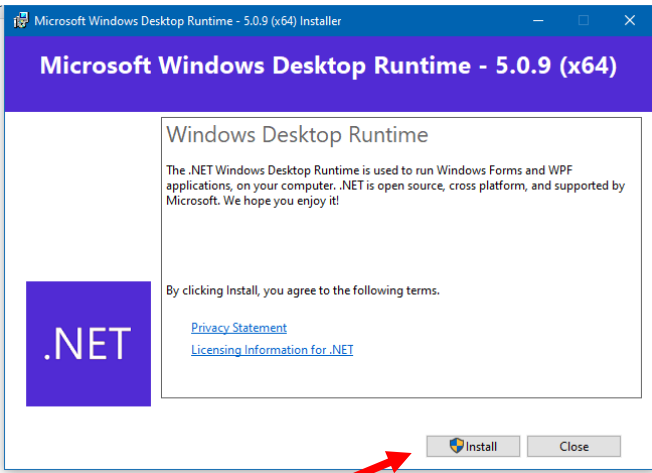 Microsoft Windows Desktop Runtime - 5.0.9 (x64) Installer
Microsoft Windows Desktop Runtime - 5.0.9 (x64)
Windows Desktop Runtime
The .NET Windows Desktop Runtime is used to run Windows Forms and WPF
applications, on your computer. .NET is open source, cross platform, and supported by
Microsoft. We hope you enjoy it!
By clicking Install, you agree to the following terms.
Privacy Statement
Licensing Information for .NET
.NET
Install
Close